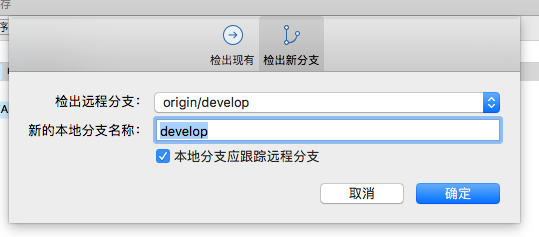 存
检出现有
检出新分支
检出远程分支：
origin/develop
新的本地分支名称：
develop
本地分支应跟踪远程分支
取消
确定